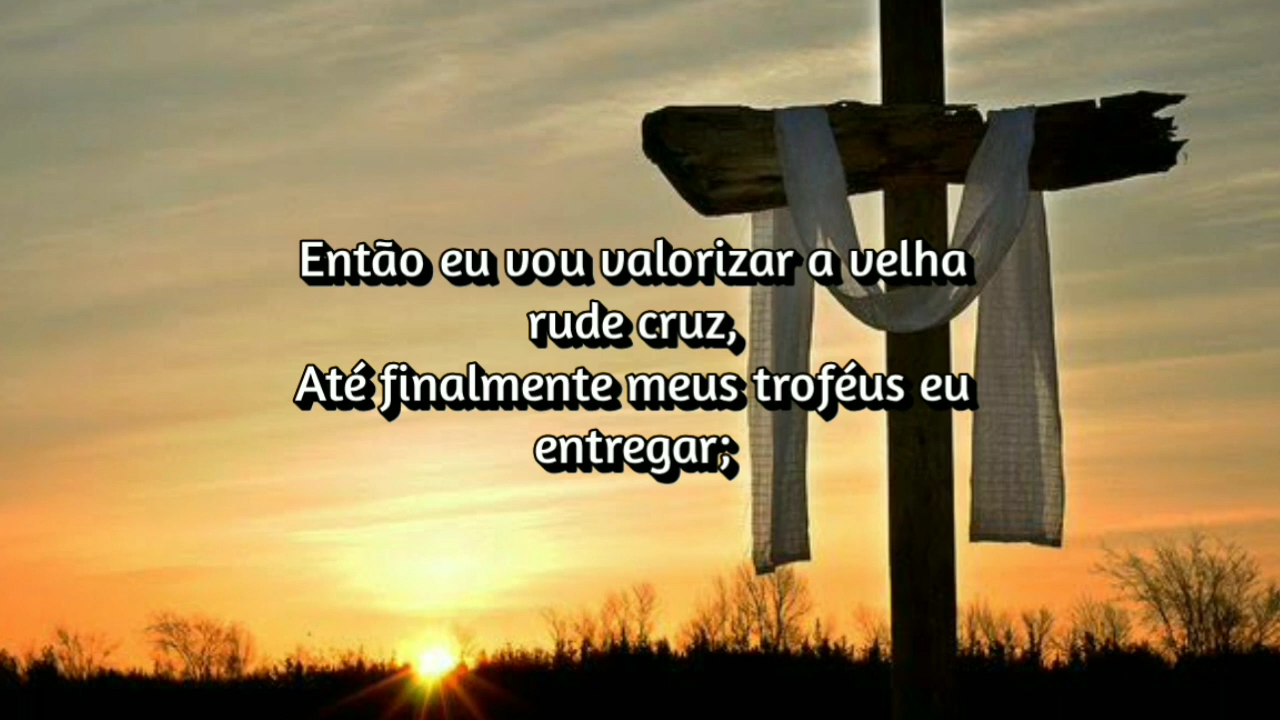 Então eu vou valorizar a velha
rude cruz,
Até finalmente meus troféus eu
entregar;